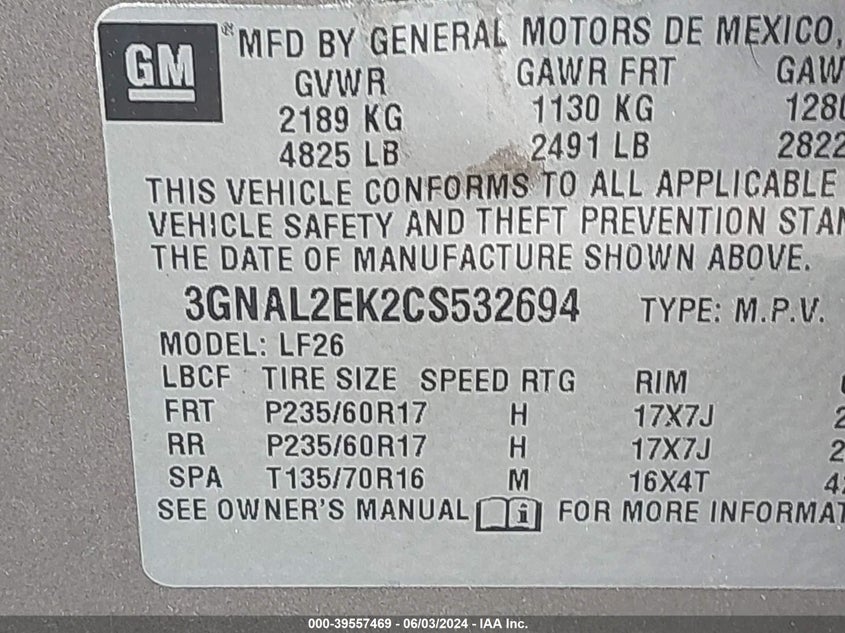 GM ® MFD BY GENERAL MOTORS DE MEXICO,
GVWR GAWR FRT
2189 KG 1130 KG
4825 LB 2491 LB 2822
THIS VEHICLE CONFORMS TO ALL APPLICABLE
VEHICLE SAFETY AND THEFT PREVENTION
THE DATE OF MANUFACTURE SHOWN ABOVE.
3GNAL2EK2CS532694 TYPE: M.P.V.
MODEL: LF26
LBCF TIRE SIZE SPEED RTG RIM
FRT P235/60R17 H 17X7J
RR P235/60R17 H 17X7J
SPA T135/70R16 M 16X4T
SEE OWNER'S MANUAL i FOR MORE
000-39557469 - 06/03/2024 - IAA Inc.